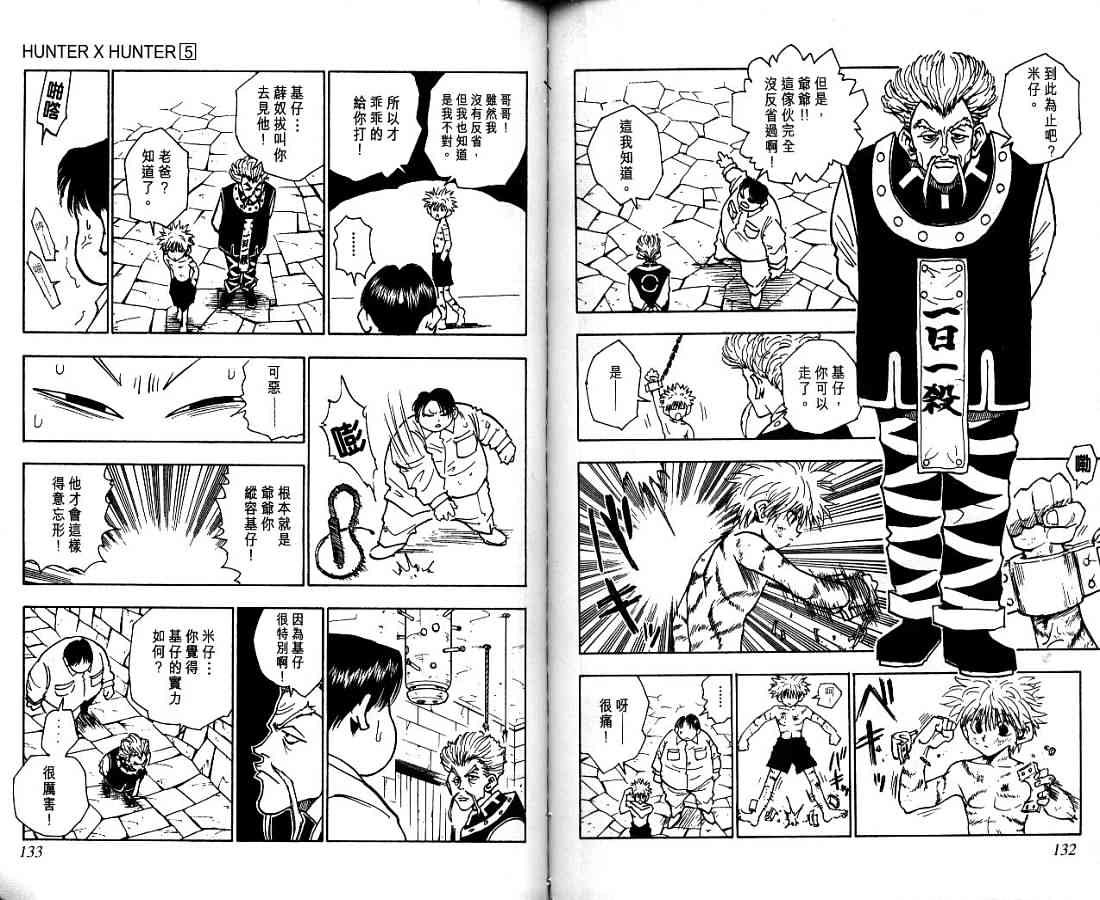 到此為止吧？
米仔。
但是，
爺爺!!
這傢伙完全
沒反省過啊！
這我知道。
一日一殺
基仔，
你可以
走了。
是——
嘞
呵
……
呀—
很痛！
132
HUNTER X HUNTER 5
哥哥！
雖然我
沒有反省，
但我也知道
是我不對。
所以才
乖乖的
給你打！
……
基仔…
薜奴拔叫你
去見他！
老爸？
知道了。
啪嗒
嘭
可惡——
根本就是
爺爺你
縱容基仔！
他才會這樣
得意忘形！
因為基仔
很特別啊！
米仔…
你覺得
基仔的實力
如何？
……
很厲害！
133